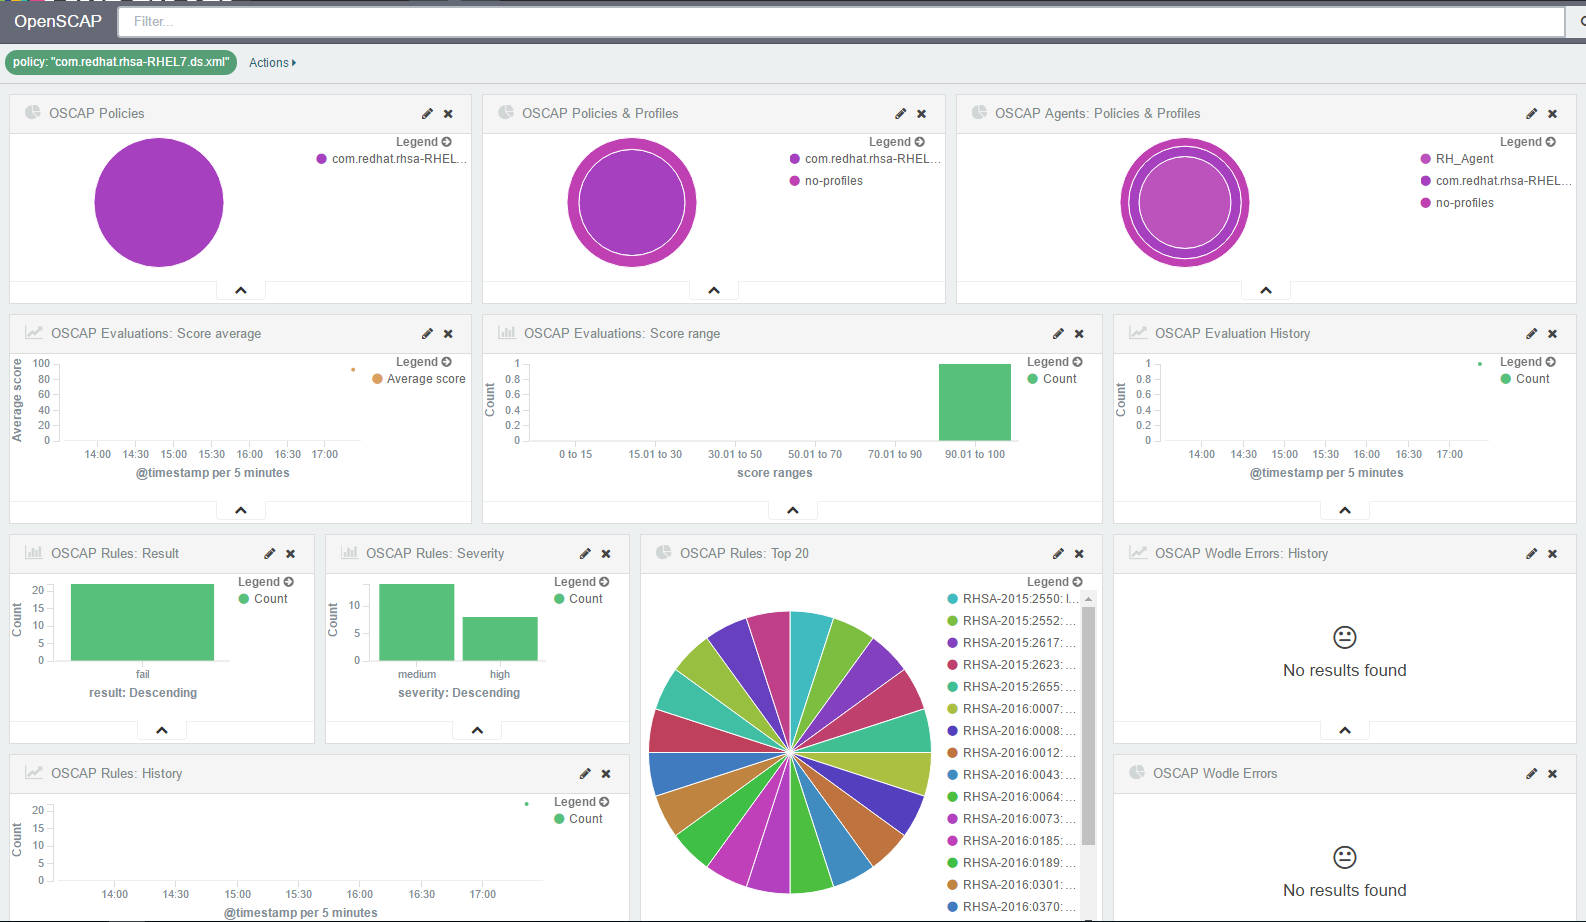 OpenSCAP
Filter...
policy: "com.redhat.rhsa-RHEL7.ds.xml"
Actions
OSCAP Policies
Legend
com.redhat.rhsa-RHEL...
OSCAP Policies & Profiles
Legend
com.redhat.rhsa-RHEL...
no-profiles
OSCAP Agents: Policies & Profiles
Legend
RH_Agent
com.redhat.rhsa-RHEL...
no-profiles
OSCAP Evaluations: Score average
Average score
100
80
60
40
20
0
14:00 14:30 15:00 15:30 16:00 16:30 17:00
@timestamp per 5 minutes
Legend
Average score
OSCAP Evaluations: Score range
Count
1
0.8
0.6
0.4
0.2
0
0 to 15 15.01 to 30 30.01 to 50 50.01 to 70 70.01 to 90 90.01 to 100
score ranges
Legend
Count
OSCAP Evaluation History
Count
1
0.8
0.6
0.4
0.2
0
14:00 14:30 15:00 15:30 16:00 16:30 17:00
@timestamp per 5 minutes
Legend
Count
OSCAP Rules: Result
Count
20
15
10
5
0
fail
result: Descending
Legend
Count
OSCAP Rules: Severity
Count
10
5
0
medium high
severity: Descending
Legend
Count
OSCAP Rules: Top 20
Legend
RHSA-2015:2550: l...
RHSA-2015:2552: ...
RHSA-2015:2617: ...
RHSA-2015:2623: ...
RHSA-2015:2655: ...
RHSA-2016:0007: ...
RHSA-2016:0008: ...
RHSA-2016:0012: ...
RHSA-2016:0043: ...
RHSA-2016:0064: ...
RHSA-2016:0073: ...
RHSA-2016:0185: ...
RHSA-2016:0189: ...
RHSA-2016:0301: ...
RHSA-2016:0370: ...
OSCAP Wodle Errors: History
No results found
OSCAP Rules: History
Count
20
15
10
5
0
14:00 14:30 15:00 15:30 16:00 16:30 17:00
@timestamp per 5 minutes
Legend
Count
OSCAP Wodle Errors
No results found